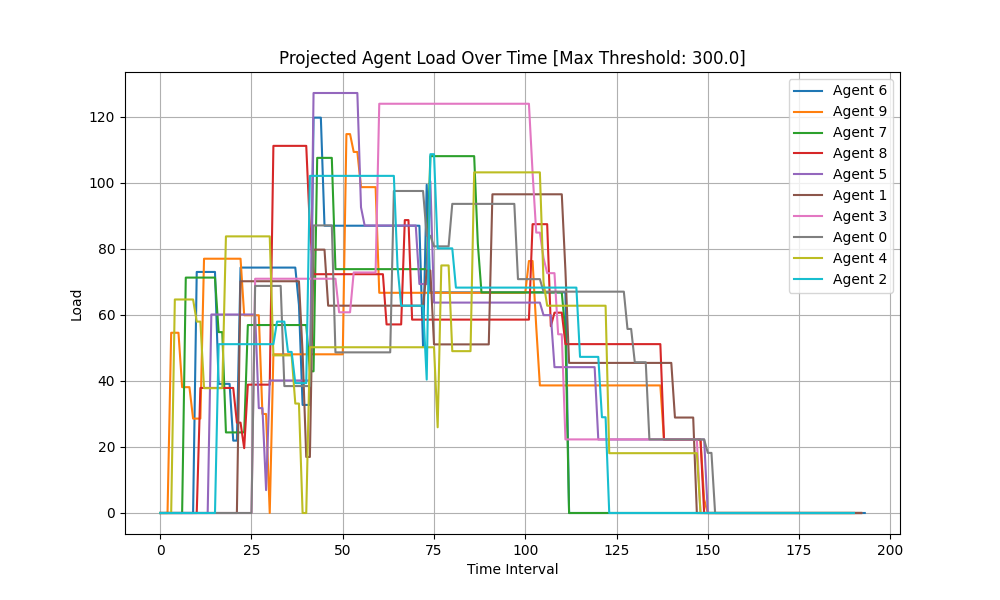 Projected Agent Load Over Time [Max Threshold: 300.0]
Load
120
100
80
60
40
20
0
0 25 50 75 100 125 150 175 200
Time Interval
Agent 6
Agent 9
Agent 7
Agent 8
Agent 5
Agent 1
Agent 3
Agent 0
Agent 4
Agent 2